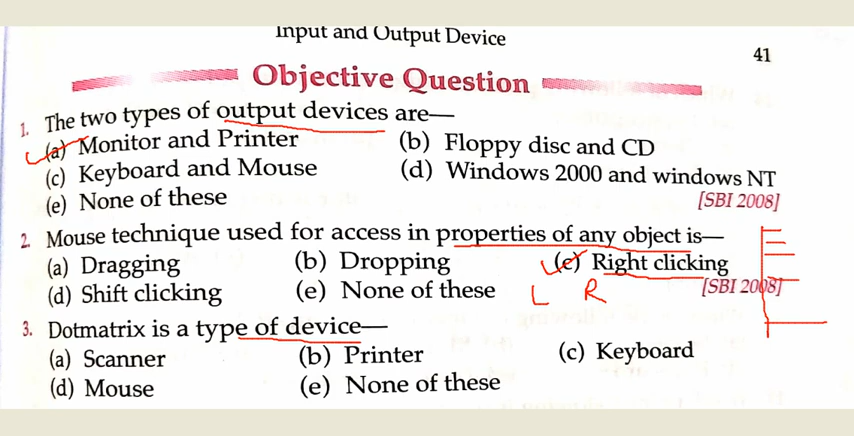 Input and Output Device
41
Objective Question
1. The two types of output devices are—
(a) Monitor and Printer (b) Floppy disc and CD
(c) Keyboard and Mouse (d) Windows 2000 and windows NT
(e) None of these [SBI 2008]
2. Mouse technique used for access in properties of any object is—
(a) Dragging (b) Dropping (c) Right clicking
(d) Shift clicking (e) None of these [SBI 2008]
L R
3. Dotmatrix is a type of device—
(a) Scanner (b) Printer (c) Keyboard
(d) Mouse (e) None of these